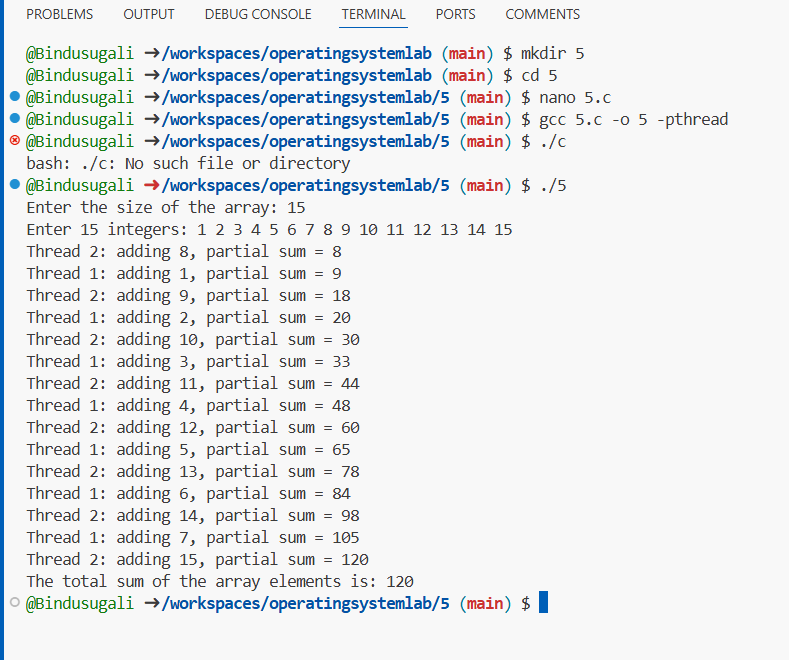 PROBLEMS OUTPUT DEBUG CONSOLE TERMINAL PORTS COMMENTS
@Bindusugali ➜/workspaces/operatingsystemlab (main) $ mkdir 5
@Bindusugali ➜/workspaces/operatingsystemlab (main) $ cd 5
@Bindusugali ➜/workspaces/operatingsystemlab/5 (main) $ nano 5.c
@Bindusugali ➜/workspaces/operatingsystemlab/5 (main) $ gcc 5.c -o 5 -pthread
@Bindusugali ➜/workspaces/operatingsystemlab/5 (main) $ ./c
bash: ./c: No such file or directory
@Bindusugali ➜/workspaces/operatingsystemlab/5 (main) $ ./5
Enter the size of the array: 15
Enter 15 integers: 1 2 3 4 5 6 7 8 9 10 11 12 13 14 15
Thread 2: adding 8, partial sum = 8
Thread 1: adding 1, partial sum = 9
Thread 2: adding 9, partial sum = 18
Thread 1: adding 2, partial sum = 20
Thread 2: adding 10, partial sum = 30
Thread 1: adding 3, partial sum = 33
Thread 2: adding 11, partial sum = 44
Thread 1: adding 4, partial sum = 48
Thread 2: adding 12, partial sum = 60
Thread 1: adding 5, partial sum = 65
Thread 2: adding 13, partial sum = 78
Thread 1: adding 6, partial sum = 84
Thread 2: adding 14, partial sum = 98
Thread 1: adding 7, partial sum = 105
Thread 2: adding 15, partial sum = 120
The total sum of the array elements is: 120
@Bindusugali ➜/workspaces/operatingsystemlab/5 (main) $